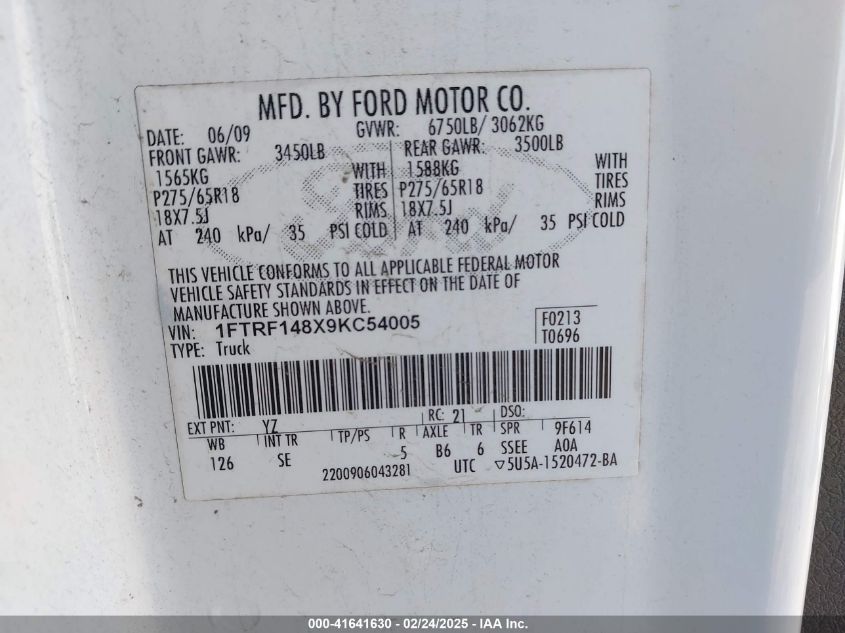 MFD. BY FORD MOTOR CO.
DATE: 06/09 GVWR: 6750LB/ 3062KG
FRONT GAWR: 3450LB REAR GAWR: 3500LB
1565KG WITH 1588KG WITH
P275/65R18 TIRES P275/65R18 TIRES
18X7.5J RIMS 18X7.5J RIMS
AT 240 kPa/ 35 PSI COLD AT 240 kPa/ 35 PSI COLD
THIS VEHICLE CONFORMS TO ALL APPLICABLE FEDERAL MOTOR
VEHICLE SAFETY STANDARDS IN EFFECT ON THE DATE OF
MANUFACTURE SHOWN ABOVE.
VIN: 1FTRF148X9KC54005 F0213
TYPE: Truck T0696
EXT PNT: YZ RC: 21 DSO:
WB INT TR TP/PS R AXLE TR SPR 9F614
126 SE 5 B6 6 SSEE A0A
2200906043281 UTC ▽5U5A-1520472-BA
000-41641630 - 02/24/2025 - IAA Inc.